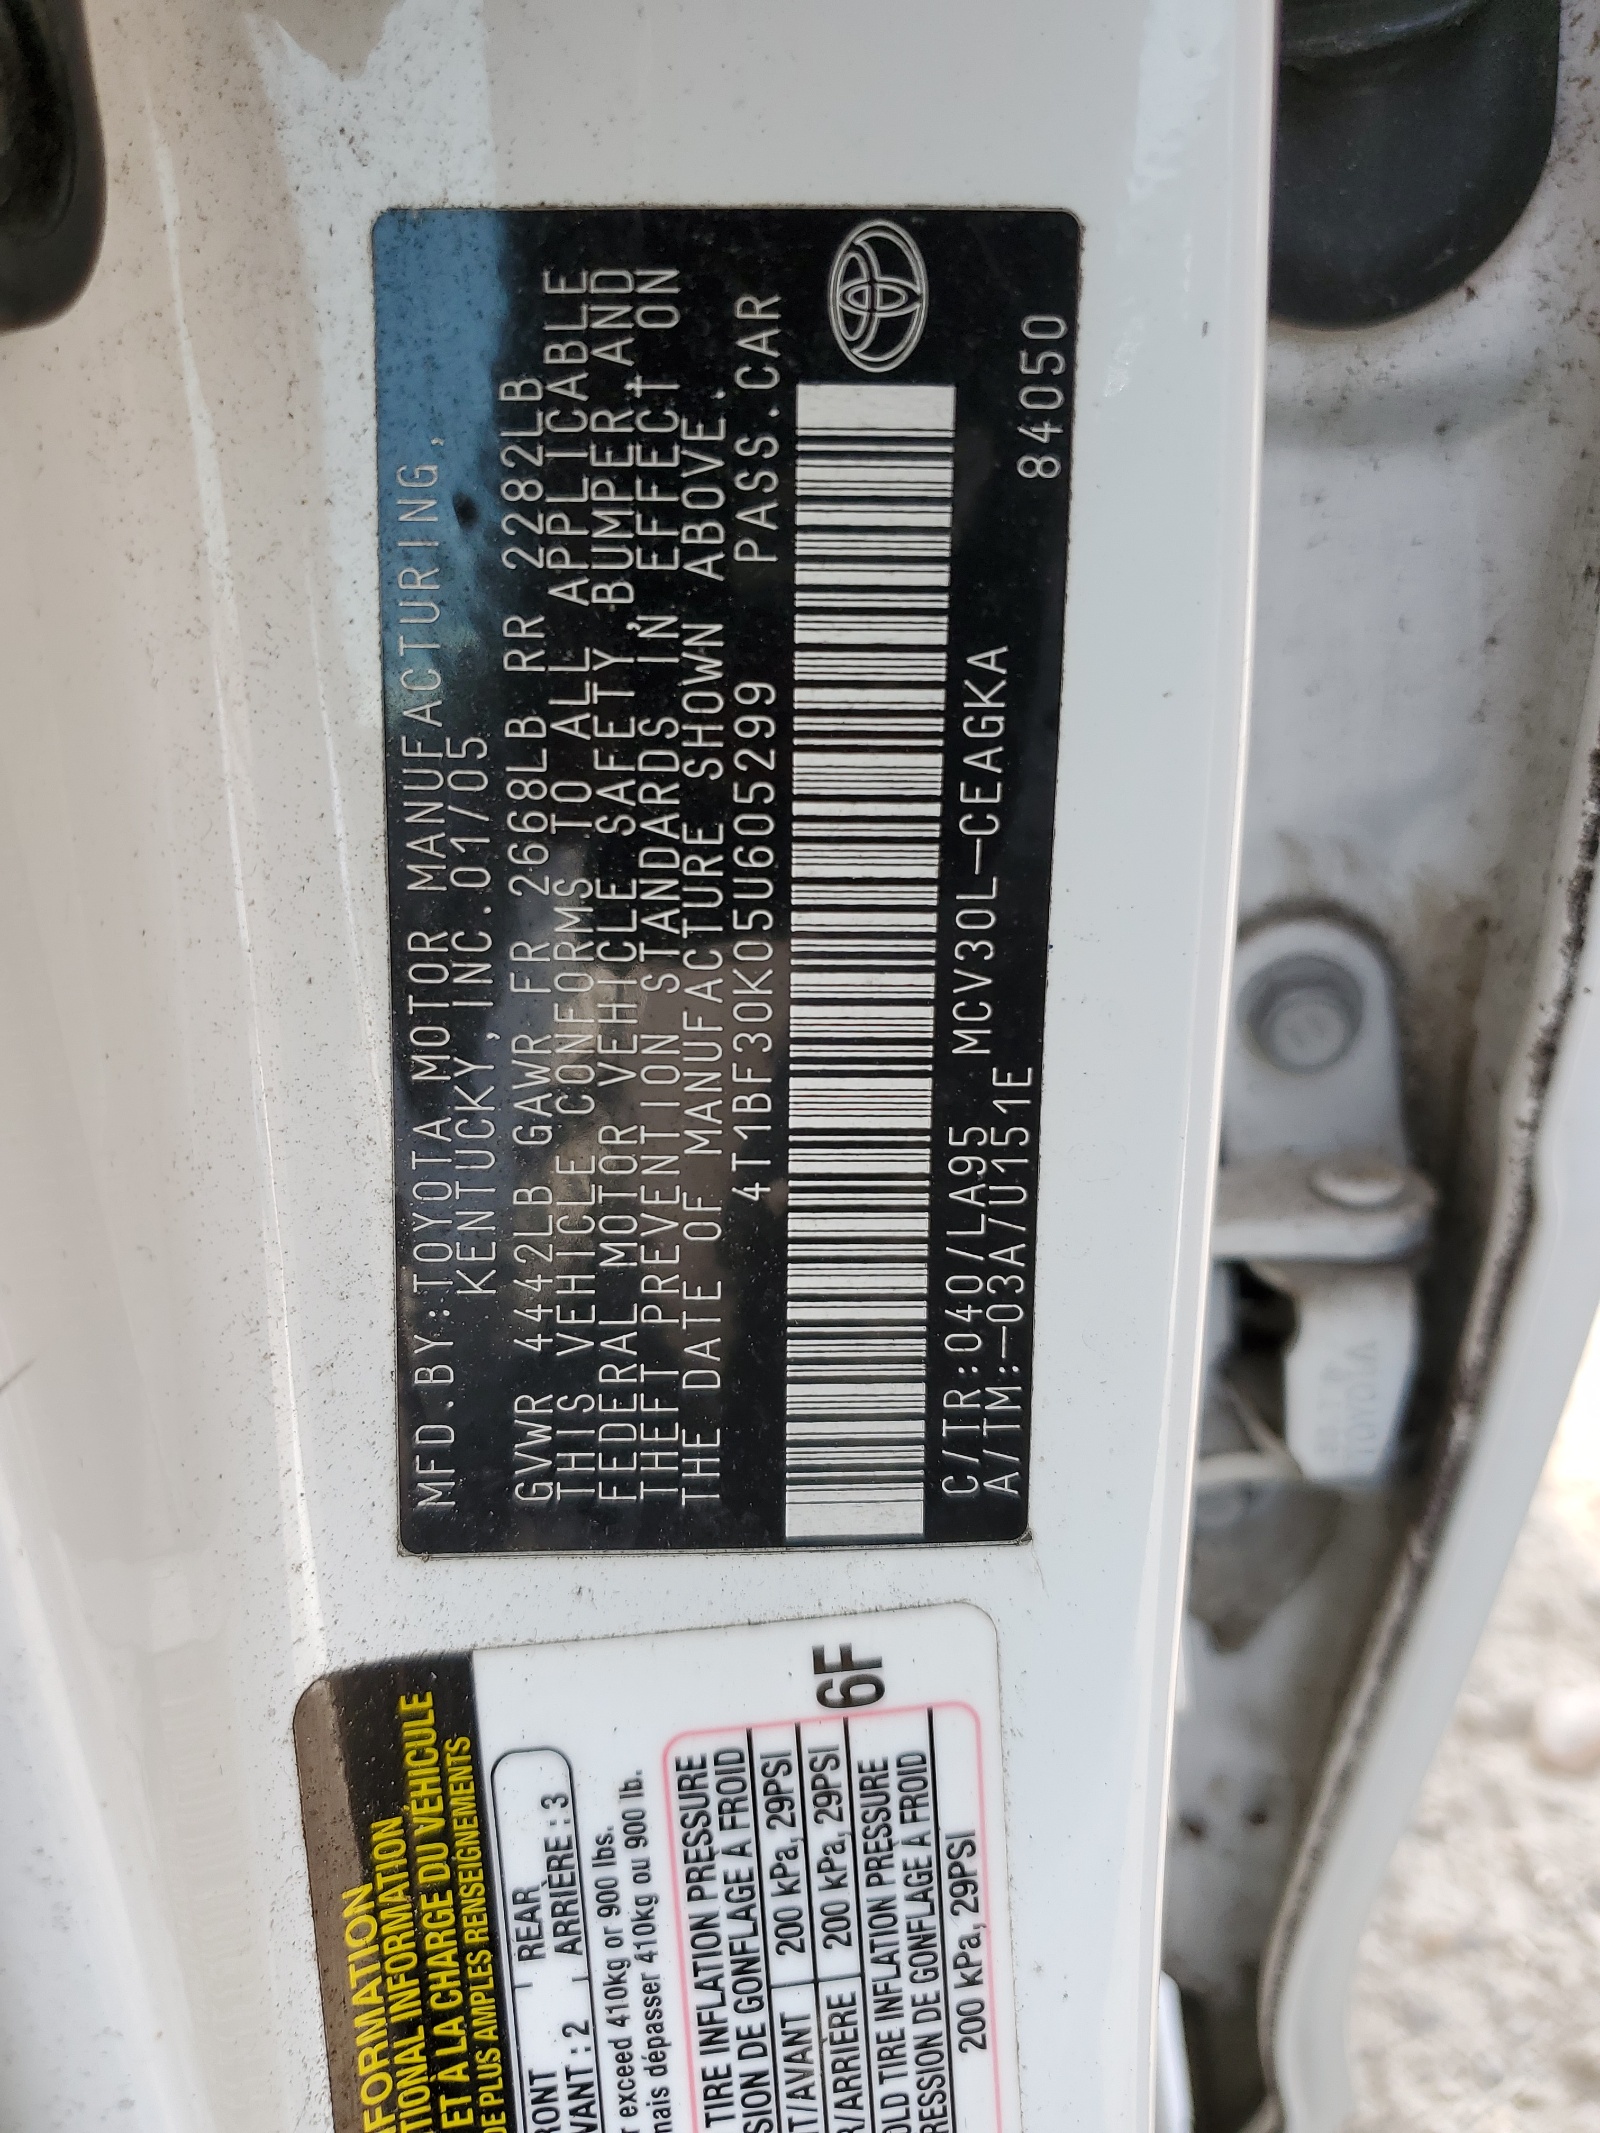 MFD.BY:TOYOTA MOTOR MANUFACTURING,
KENTUCKY, INC.01/05
GVWR 4442LB GAWR FR 2668LB RR 2282LB
THIS VEHICLE CONFORMS TO ALL APPLICABLE
FEDERAL MOTOR VEHICLE SAFETY,BUMPER,AND
THEFT PREVENTION STANDARDS IN EFFECT ON
THE DATE OF MANUFACTURE SHOWN ABOVE.
4T1BF30K05U605299 PASS.CAR
C/TR:040/LA95 MCV30L-CEAGKA
A/TM:-03A/U151E 84050
FORMATION
TIONAL INFORMATION
ET A LA CHARGE DU VÉHICULE
DE PLUS AMPLES RENSEIGNEMENTS
RONT REAR
VANT : 2 ARRIÈRE : 3
r exceed 410kg or 900 lbs.
mais dépasser 410kg ou 900 lb.
6F
TIRE INFLATION PRESSURE
SION DE GONFLAGE À FROID
T/AVANT 200 kPa, 29PSI
R/ARRIÈRE 200 kPa, 29PSI
OLD TIRE INFLATION PRESSURE
RESSION DE GONFLAGE À FROID
200 kPa, 29PSI
TOYOTA